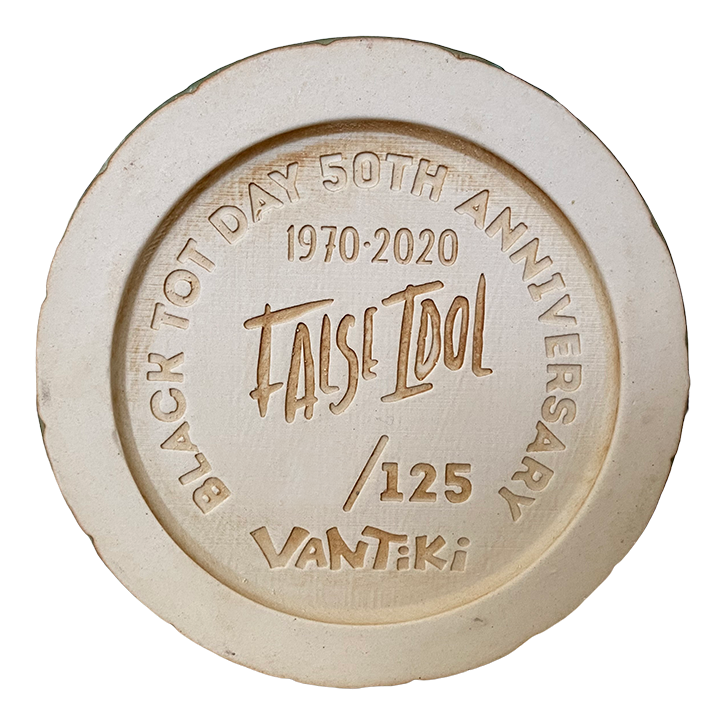 BLACK TOT DAY 50TH ANNIVERSARY
1970·2020
FALSE IDOL
/125
VANTiKi